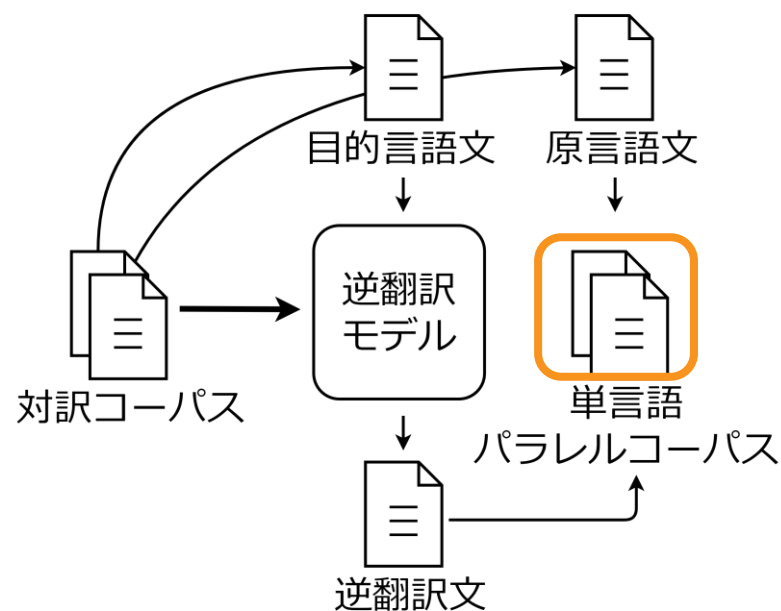 目的言語文
原言語文
逆翻訳
モデル
対訳コーパス
単言語
パラレルコーパス
逆翻訳文